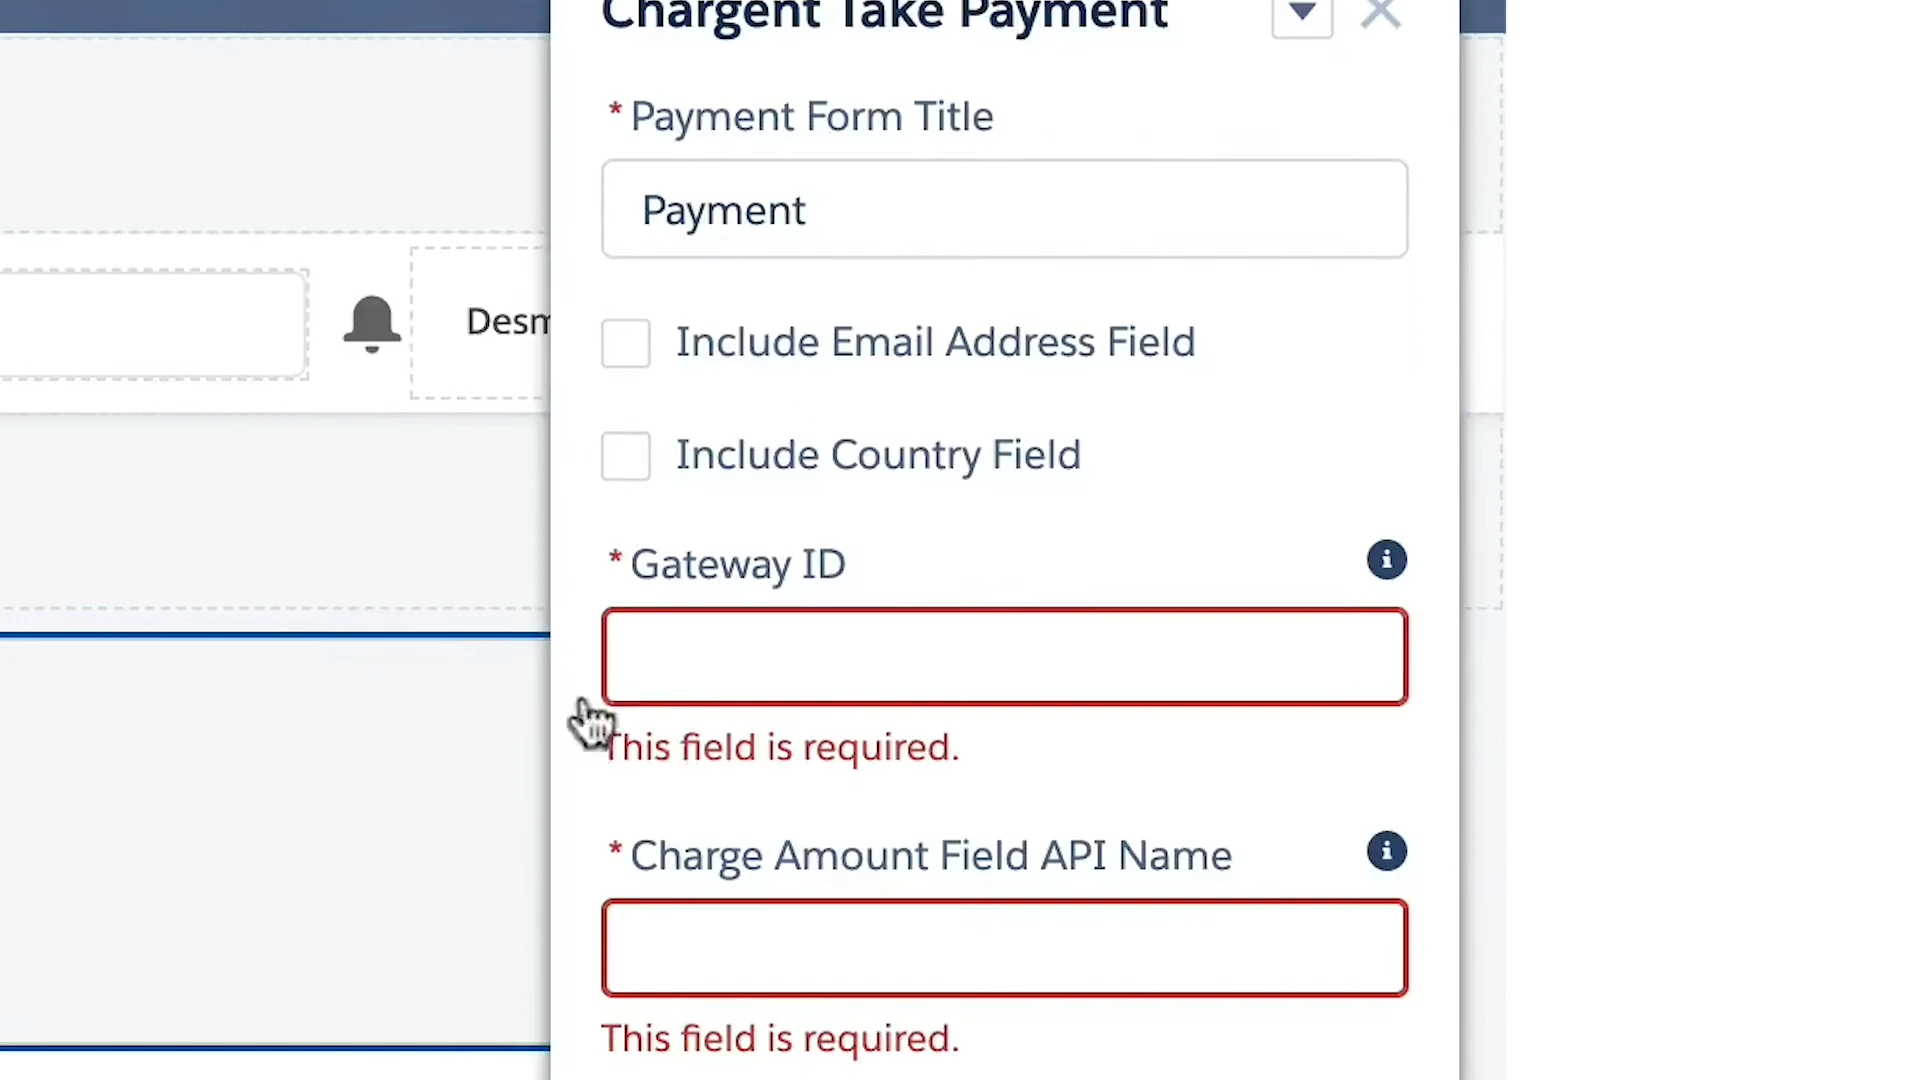 Chargent Take Payment
* Payment Form Title
Payment
Desm
Include Email Address Field
Include Country Field
* Gateway ID
This field is required.
* Charge Amount Field API Name
This field is required.